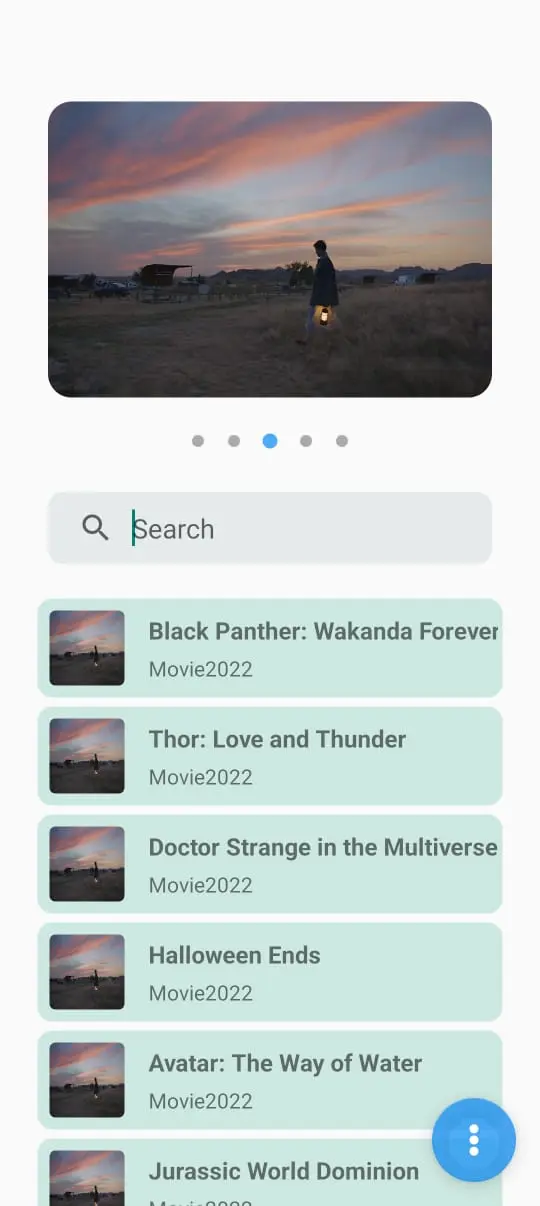 Search
Black Panther: Wakanda Forever
Movie2022
Thor: Love and Thunder
Movie2022
Doctor Strange in the Multiverse
Movie2022
Halloween Ends
Movie2022
Avatar: The Way of Water
Movie2022
Jurassic World Dominion